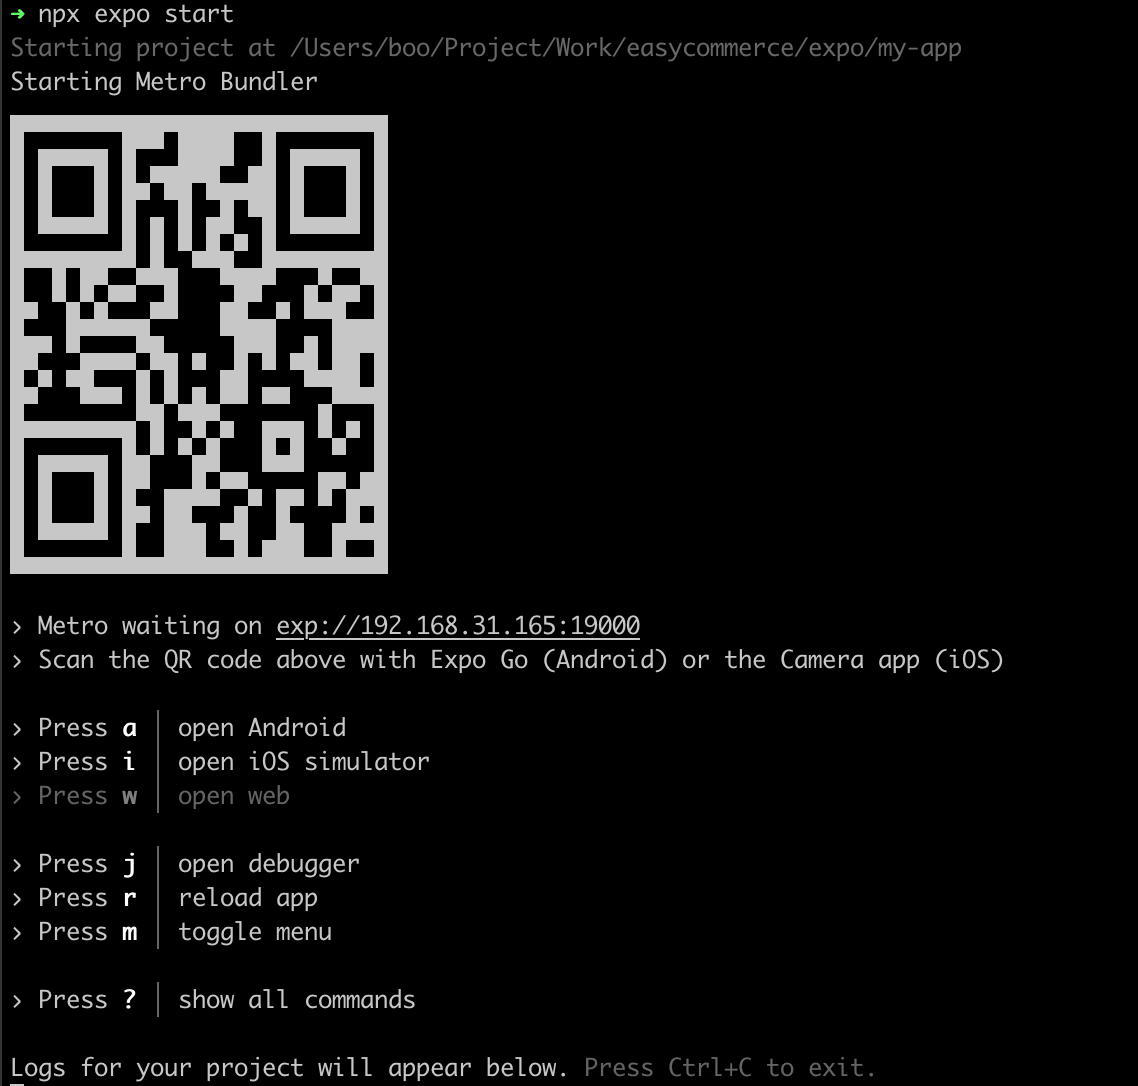 → npx expo start
Starting project at /Users/boo/Project/Work/easycommerce/expo/my-app
Starting Metro Bundler
› Metro waiting on exp://192.168.31.165:19000
› Scan the QR code above with Expo Go (Android) or the Camera app (iOS)
› Press a │ open Android
› Press i │ open iOS simulator
› Press w │ open web
› Press j │ open debugger
› Press r │ reload app
› Press m │ toggle menu
› Press ? │ show all commands
Logs for your project will appear below. Press Ctrl+C to exit.